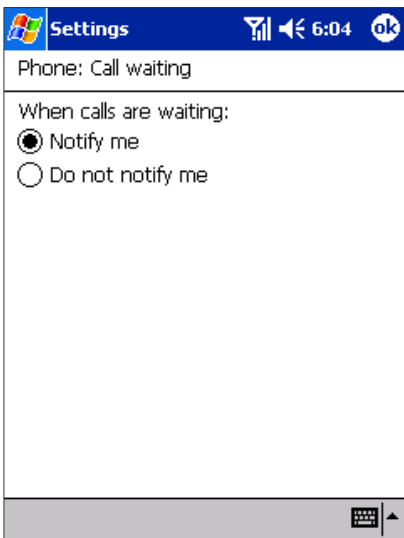 Settings 6:04 ok
Phone: Call waiting
When calls are waiting:
Notify me
Do not notify me